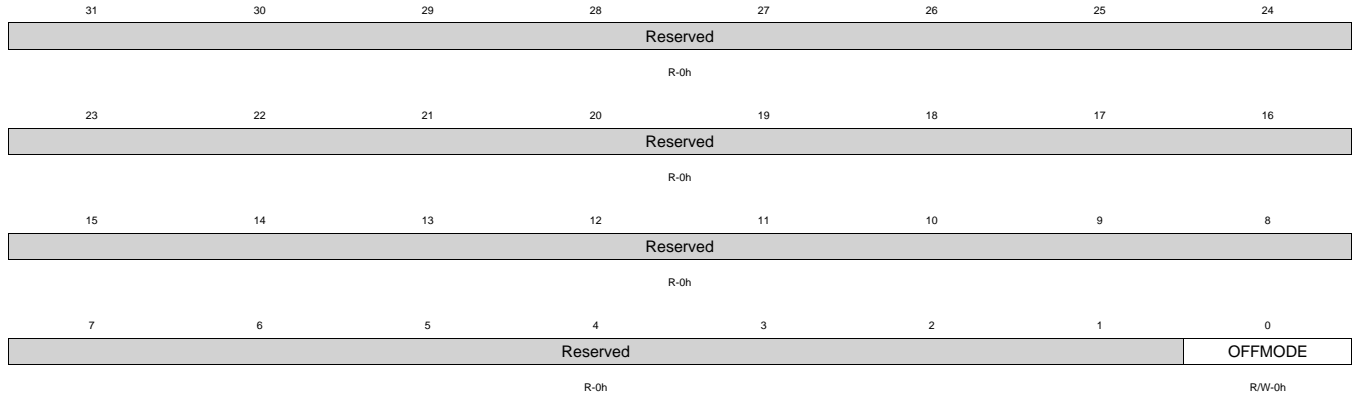 31 30 29 28 27 26 25 24
Reserved
R-0h
23 22 21 20 19 18 17 16
Reserved
R-0h
15 14 13 12 11 10 9 8
Reserved
R-0h
7 6 5 4 3 2 1 0
Reserved OFFMODE
R-0h R/W-0h